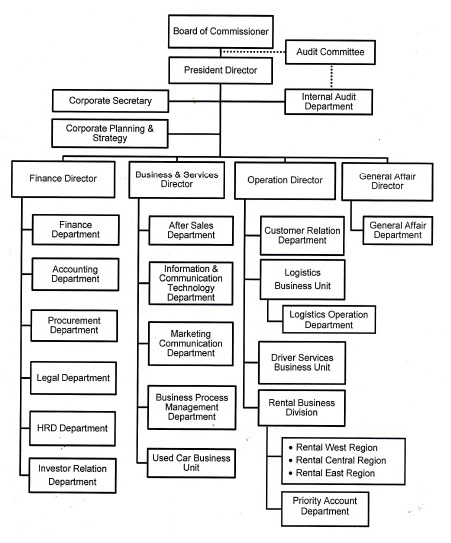 Board of Commissioner
Audit Committee
President Director
Corporate Secretary
Internal Audit
Department
Corporate Planning &
Strategy
Finance Director
Business & Services
Director
Operation Director
General Affair
Director
Finance
Department
Accounting
Department
Procurement
Department
Legal Department
HRD Department
Investor Relation
Department
After Sales
Department
Information &
Communication
Technology
Department
Marketing
Communication
Department
Business Process
Management
Department
Used Car Business
Unit
Customer Relation
Department
Logistics
Business Unit
Logistics Operation
Department
Driver Services
Business Unit
Rental Business
Division
• Rental West Region
• Rental Central Region
• Rental East Region
Priority Account
Department
General Affair
Department